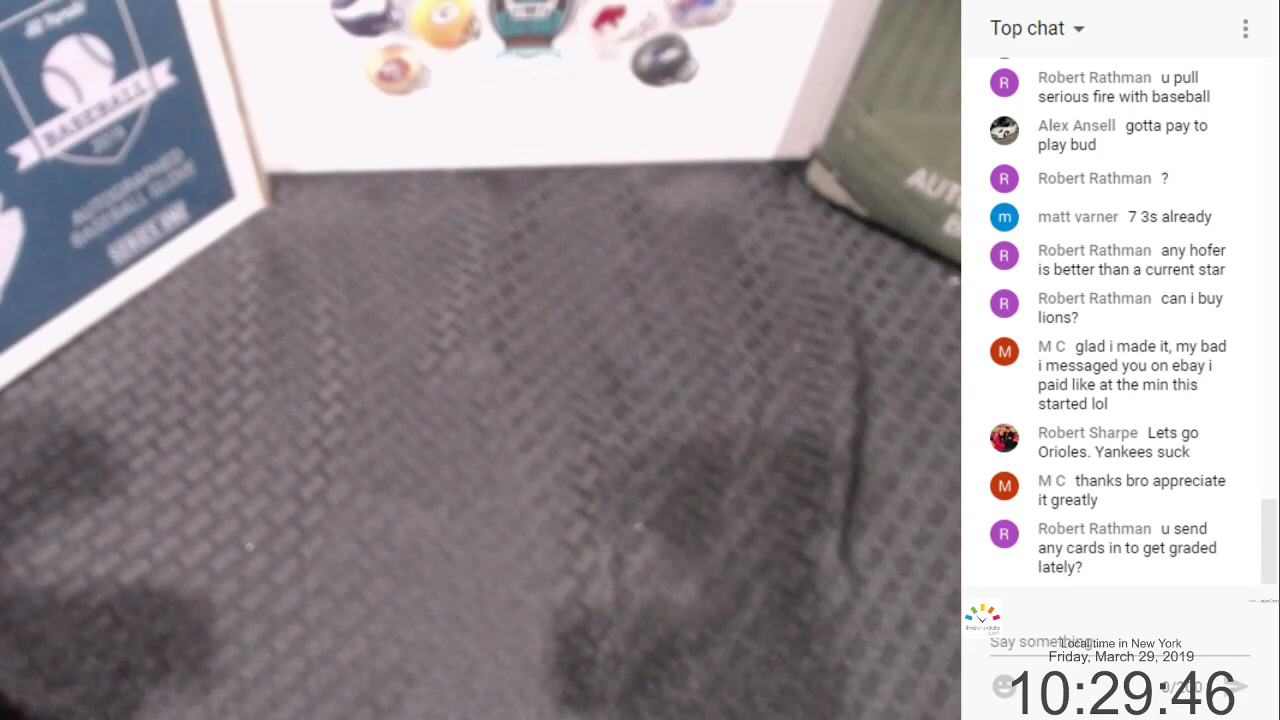 BASEBALL
2019
AUTOGRAPHED
SERIES ONE
AUT
Top chat
Robert Rathman u pull
serious fire with baseball
Alex Ansell gotta pay to
play bud
Robert Rathman ?
matt varner 7 3s already
Robert Rathman any hofer
is better than a current star
Robert Rathman can i buy
lions?
M C glad i made it, my bad
i messaged you on ebay i
paid like at the min this
started lol
Robert Sharpe Lets go
Orioles. Yankees suck
M C thanks bro appreciate
it greatly
Robert Rathman u send
any cards in to get graded
lately?
Say something...
Local time in New York
Friday, March 29, 2019
0/200
10:29:46